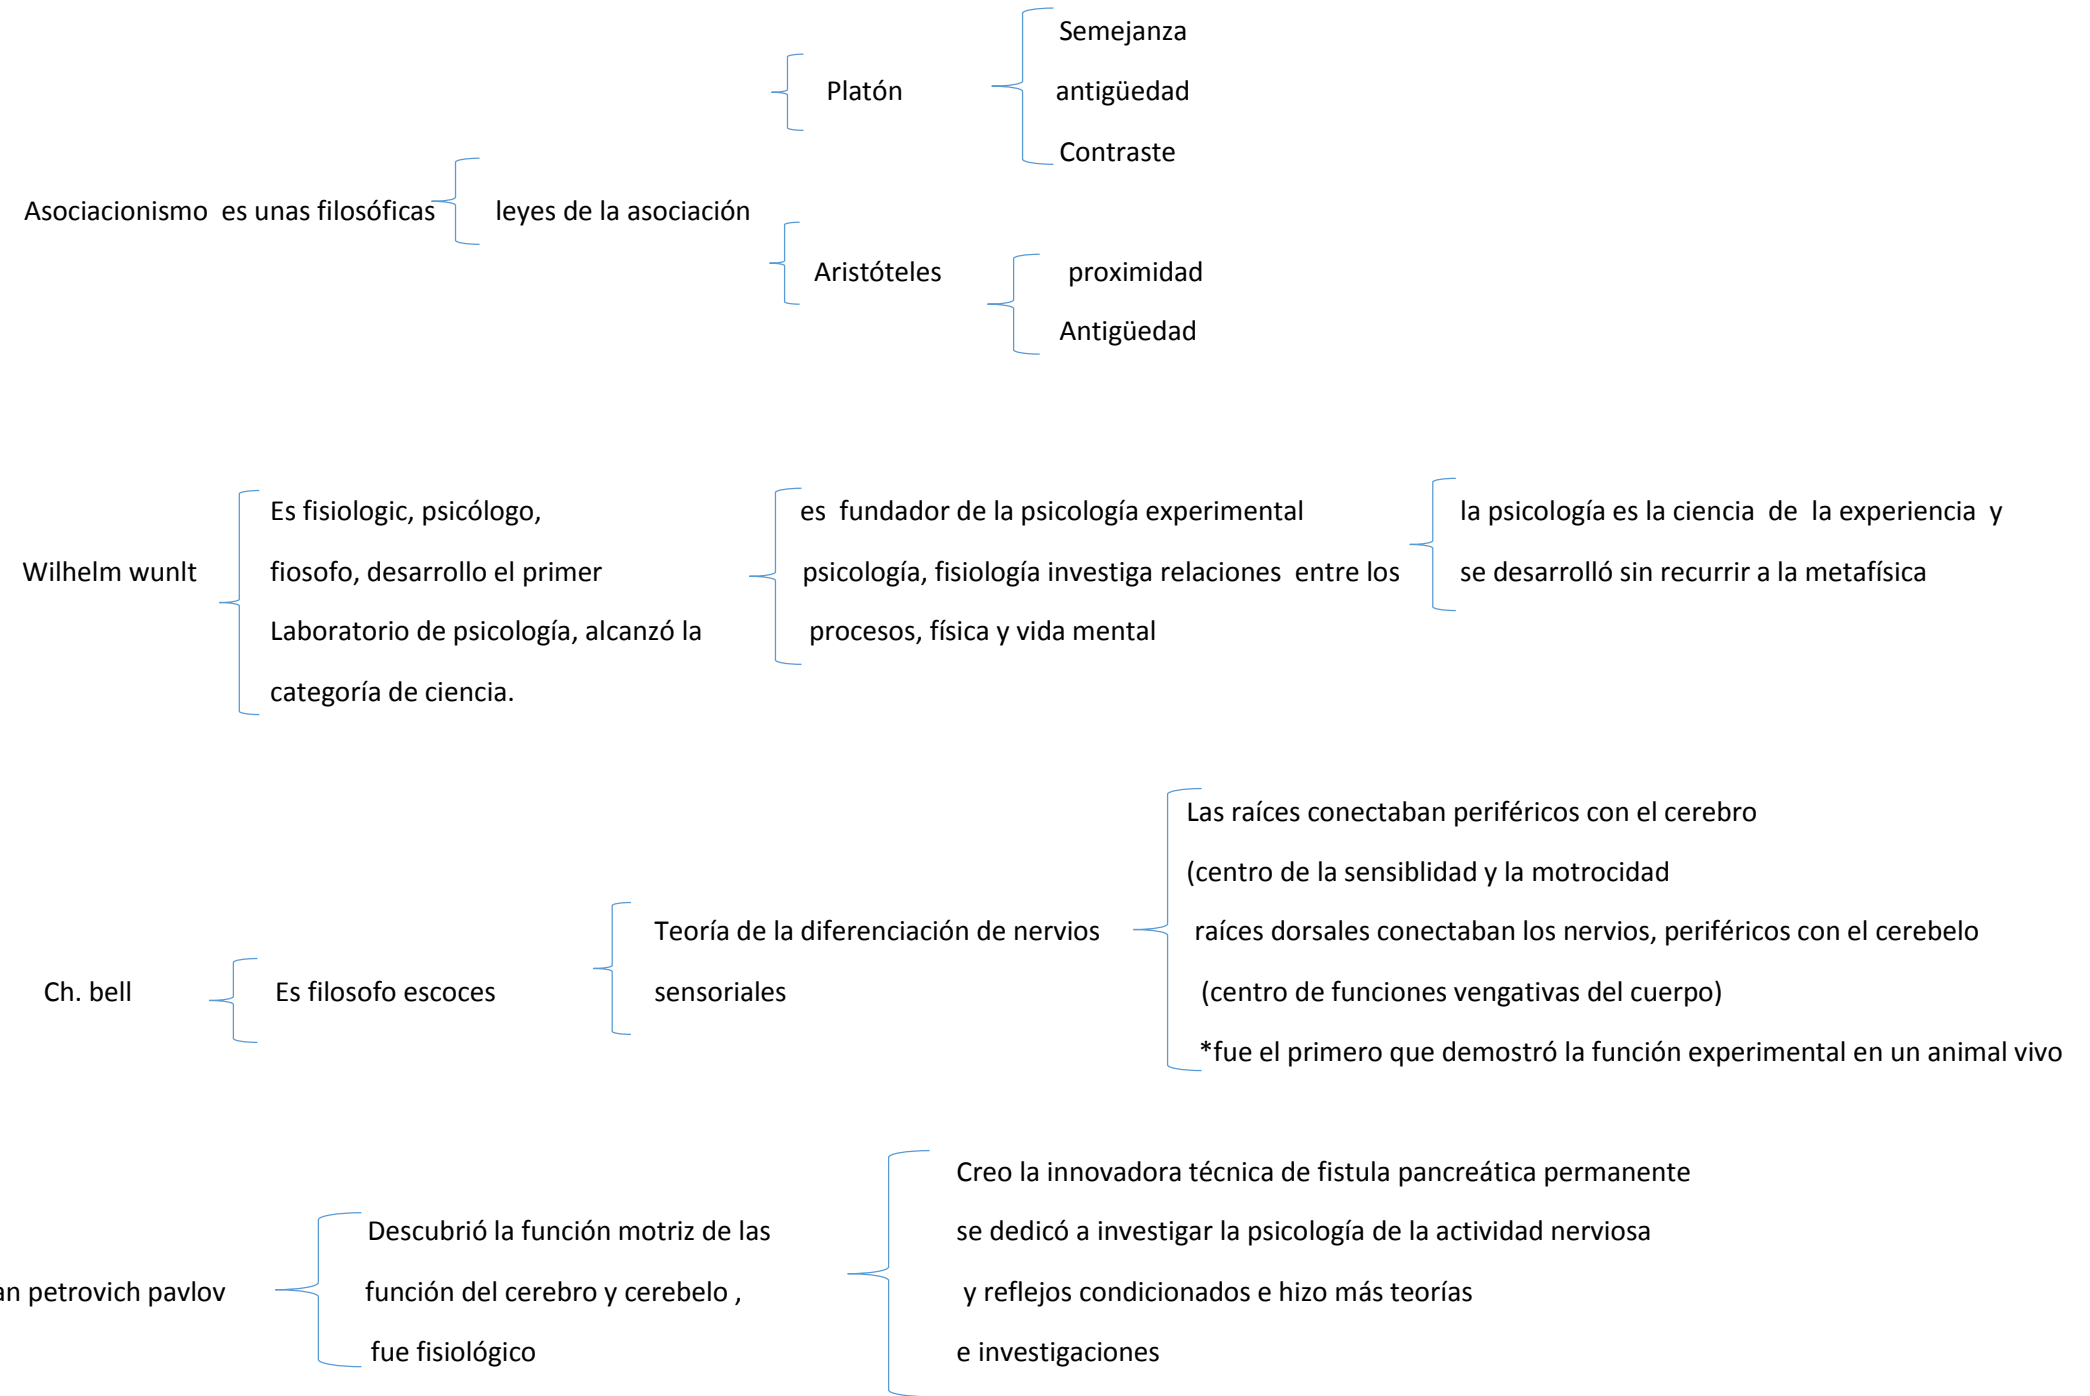 Semejanza
Platón antigüedad
Contraste
Asociacionismo es unas filosóficas leyes de la asociación
Aristóteles proximidad
Antigüedad
Es fisiologic, psicólogo, es fundador de la psicología experimental la psicología es la ciencia de la experiencia y
Wilhelm wunlt fiosofo, desarrollo el primer psicología, fisiología investiga relaciones entre los se desarrolló sin recurrir a la metafísica
Laboratorio de psicología, alcanzó la procesos, física y vida mental
categoría de ciencia.
Las raíces conectaban periféricos con el cerebro
(centro de la sensiblidad y la motrocidad
Teoría de la diferenciación de nervios raíces dorsales conectaban los nervios, periféricos con el cerebelo
Ch. bell Es filosofo escoces sensoriales (centro de funciones vengativas del cuerpo)
*fue el primero que demostró la función experimental en un animal vivo
Creo la innovadora técnica de fistula pancreática permanente
Descubrió la función motriz de las se dedicó a investigar la psicología de la actividad nerviosa
an petrovich pavlov función del cerebro y cerebelo , y reflejos condicionados e hizo más teorías
fue fisiológico e investigaciones